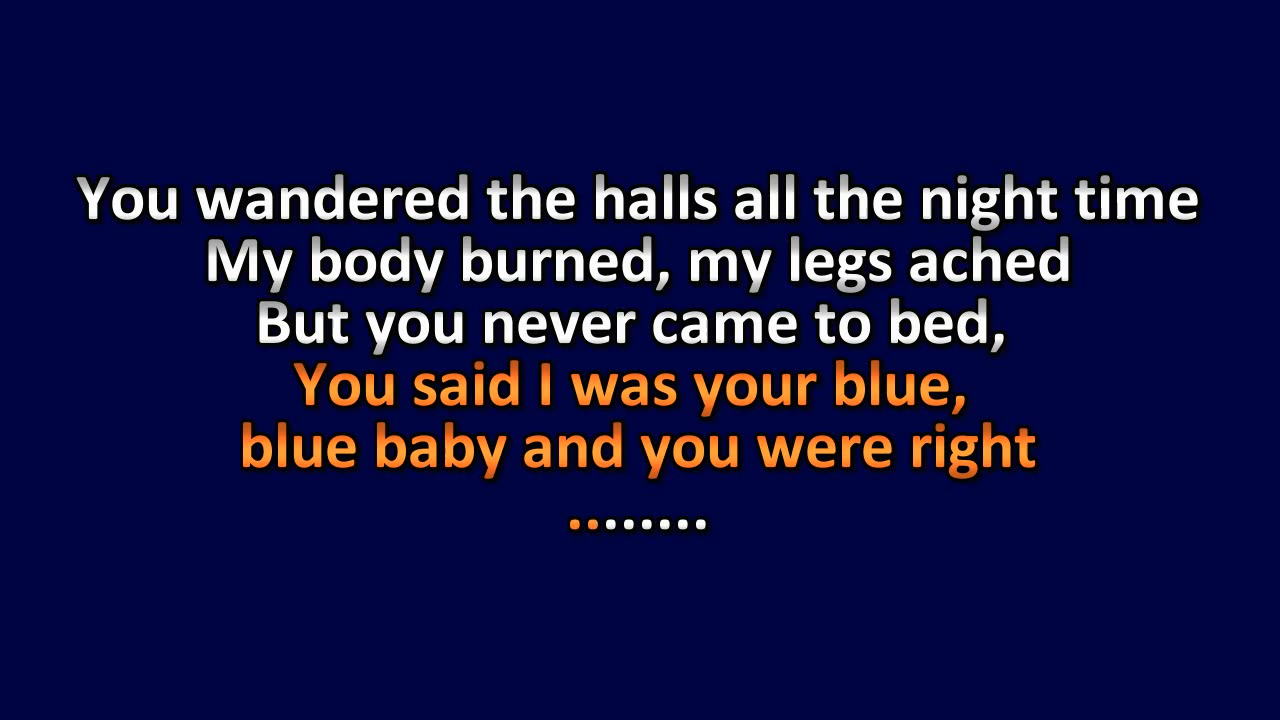 You wandered the halls all the night time
My body burned, my legs ached
But you never came to bed,
You said I was your blue,
blue baby and you were right
........